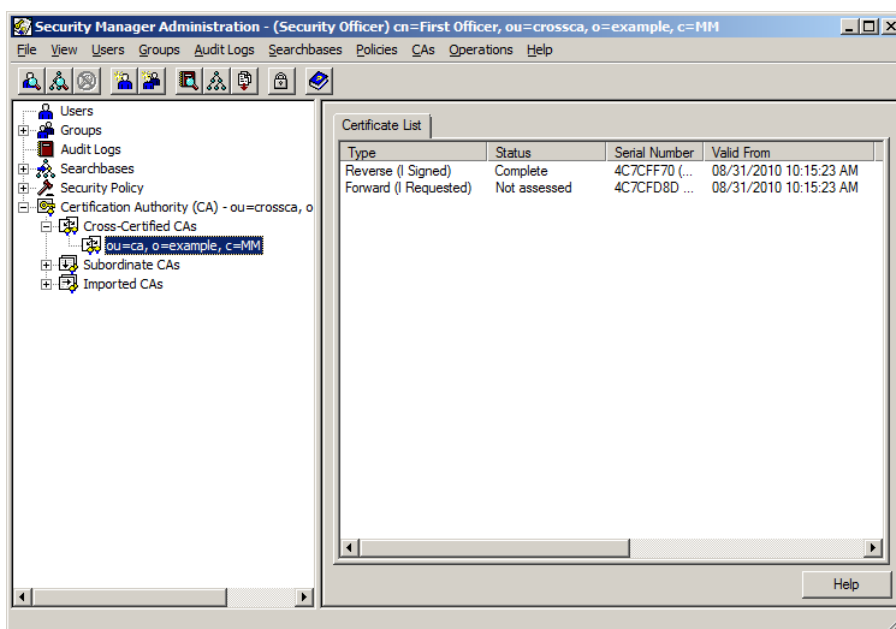 Security Manager Administration - (Security Officer) cn=First Officer, ou=crossca, o=example, c=MM
File View Users Groups Audit Logs Searchbases Policies CAs Operations Help
Users
Groups
Audit Logs
Searchbases
Security Policy
Certification Authority (CA) - ou=crossca, o
Cross-Certified CAs
ou=ca, o=example, c=MM
Subordinate CAs
Imported CAs
Certificate List
Type Status Serial Number Valid From
Reverse (I Signed) Complete 4C7CFF70 (... 08/31/2010 10:15:23 AM
Forward (I Requested) Not assessed 4C7CFD8D ... 08/31/2010 10:15:23 AM
Help